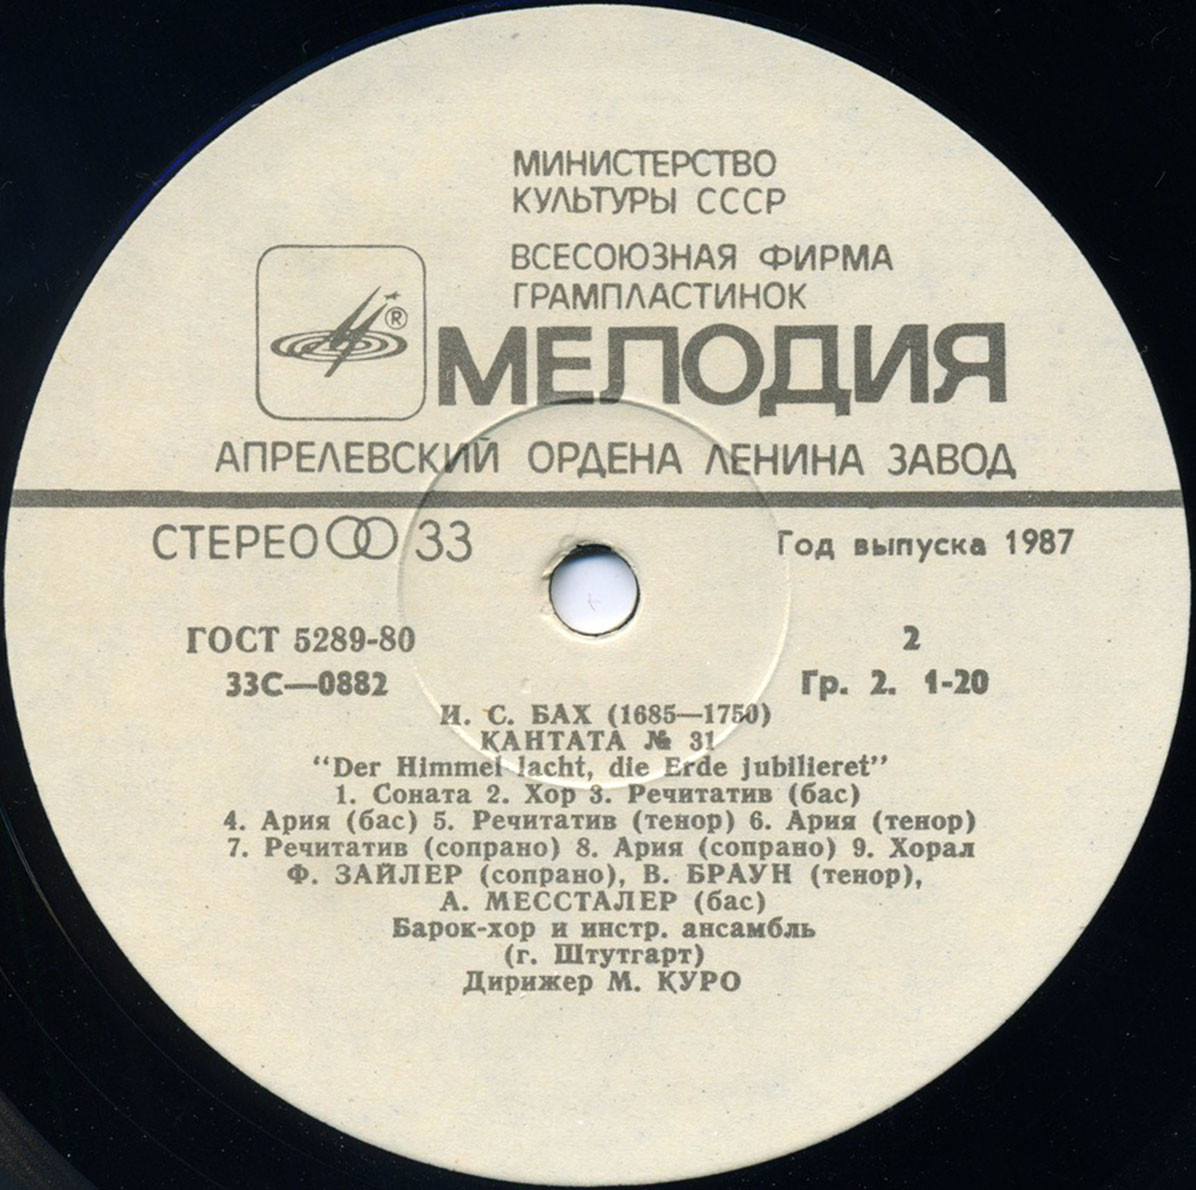 МИНИСТЕРСТВО
КУЛЬТУРЫ СССР
ВСЕСОЮЗНАЯ ФИРМА
ГРАМПЛАСТИНОК
®
МЕЛОДИЯ
АПРЕЛЕВСКИЙ ОРДЕНА ЛЕНИНА ЗАВОД
СТЕРЕО 33
Год выпуска 1987
ГОСТ 5289-80
2
33С—0882
Гр. 2. 1-20
И. С. БАХ (1685—1750)
КАНТАТА № 31
“Der Himmel lacht, die Erde jubilieret”
1. Соната 2. Хор 3. Речитатив (бас)
4. Ария (бас) 5. Речитатив (тенор) 6. Ария (тенор)
7. Речитатив (сопрано) 8. Ария (сопрано) 9. Хорал
Ф. ЗАЙЛЕР (сопрано), В. БРАУН (тенор),
А. МЕССТАЛЕР (бас)
Барок-хор и инстр. ансамбль
(г. Штутгарт)
Дирижер М. КУРО